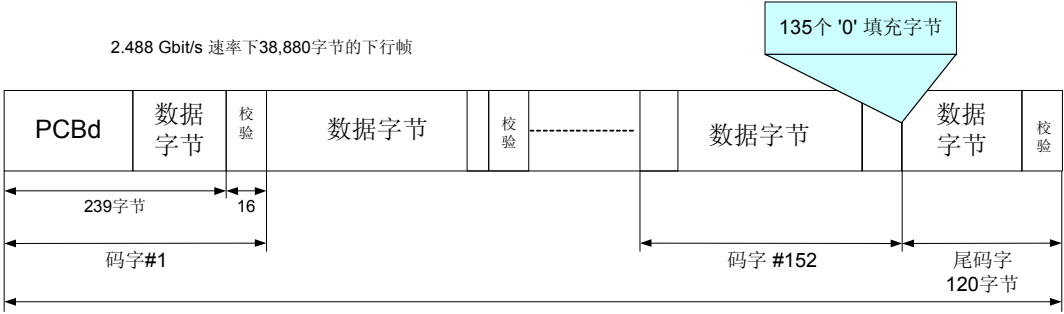 135个 '0' 填充字节
2.488 Gbit/s 速率下38,880字节的下行帧
PCBd
数据
字节
校
验
数据字节
校
验
数据字节
数据
字节
校
验
239字节
16
码字#1
码字 #152
尾码字
120字节